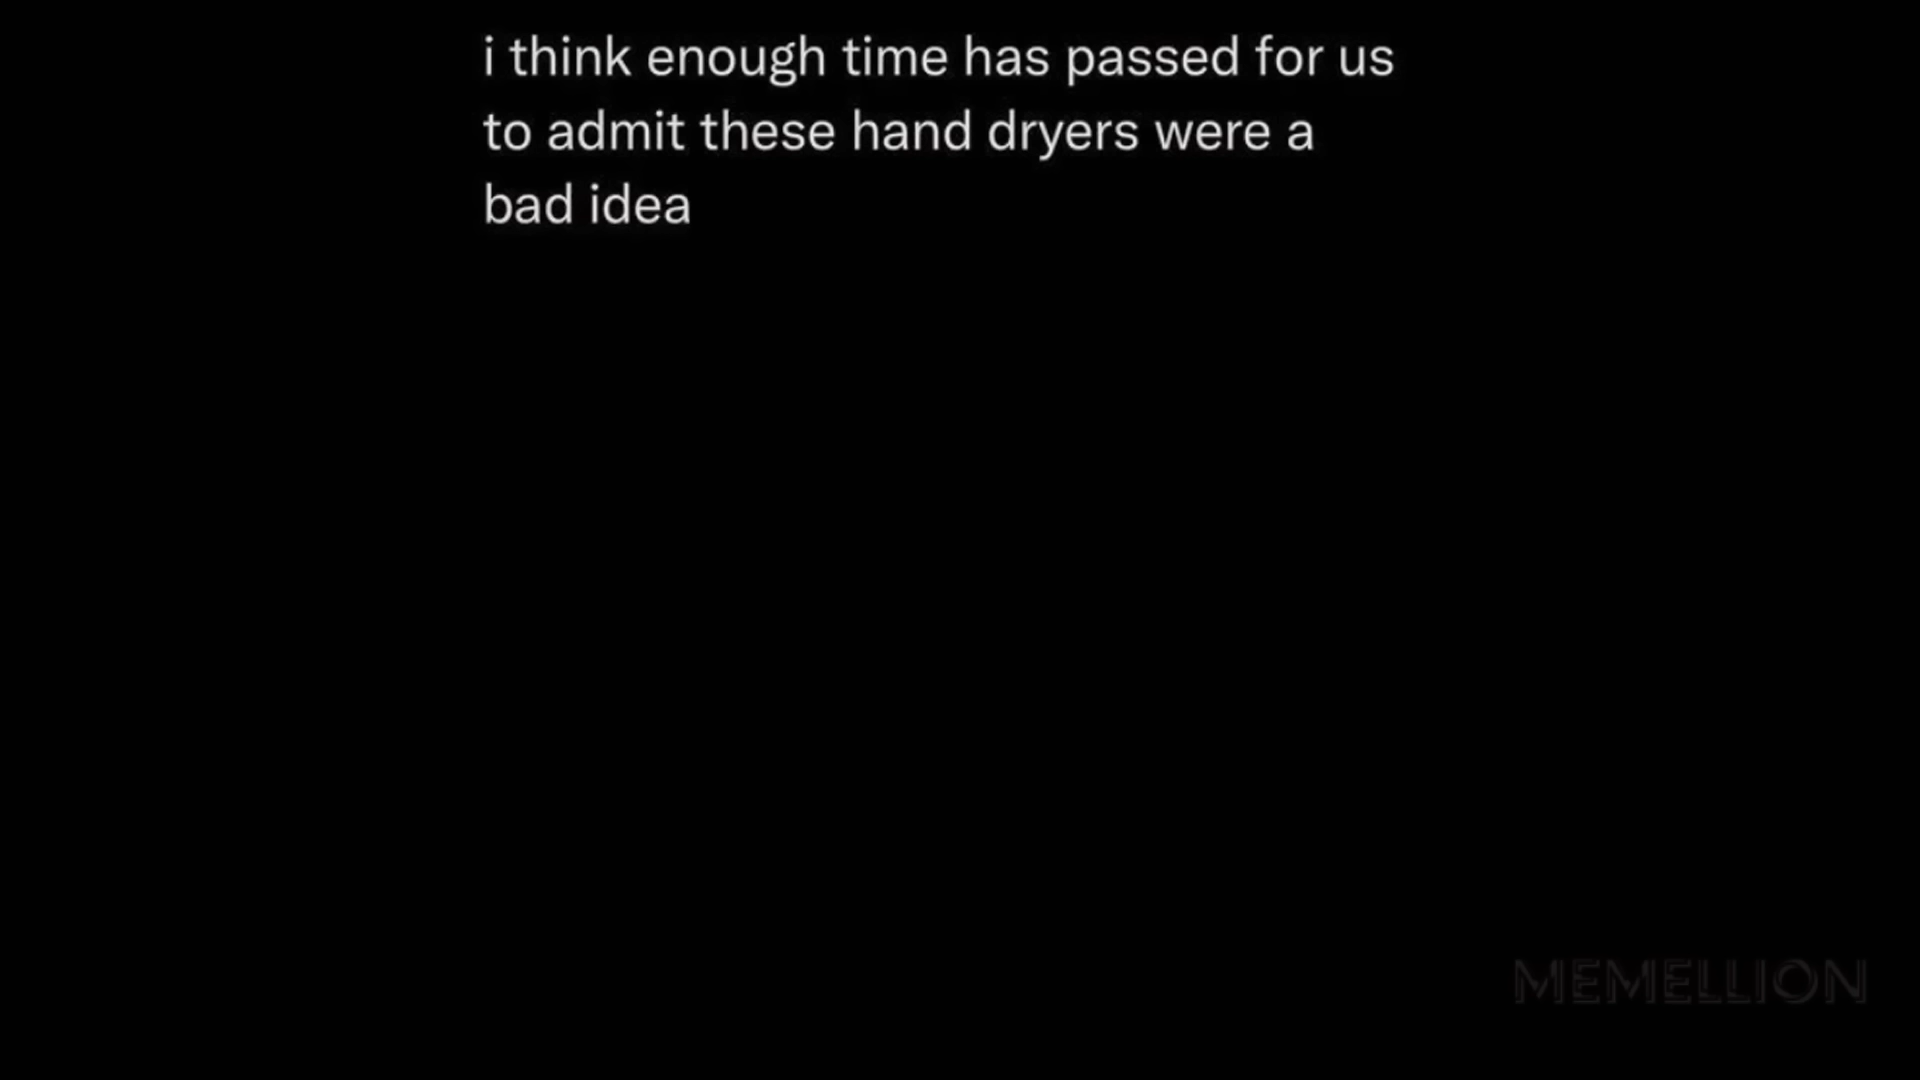 i think enough time has passed for us
to admit these hand dryers were a
bad idea
MEMELLION